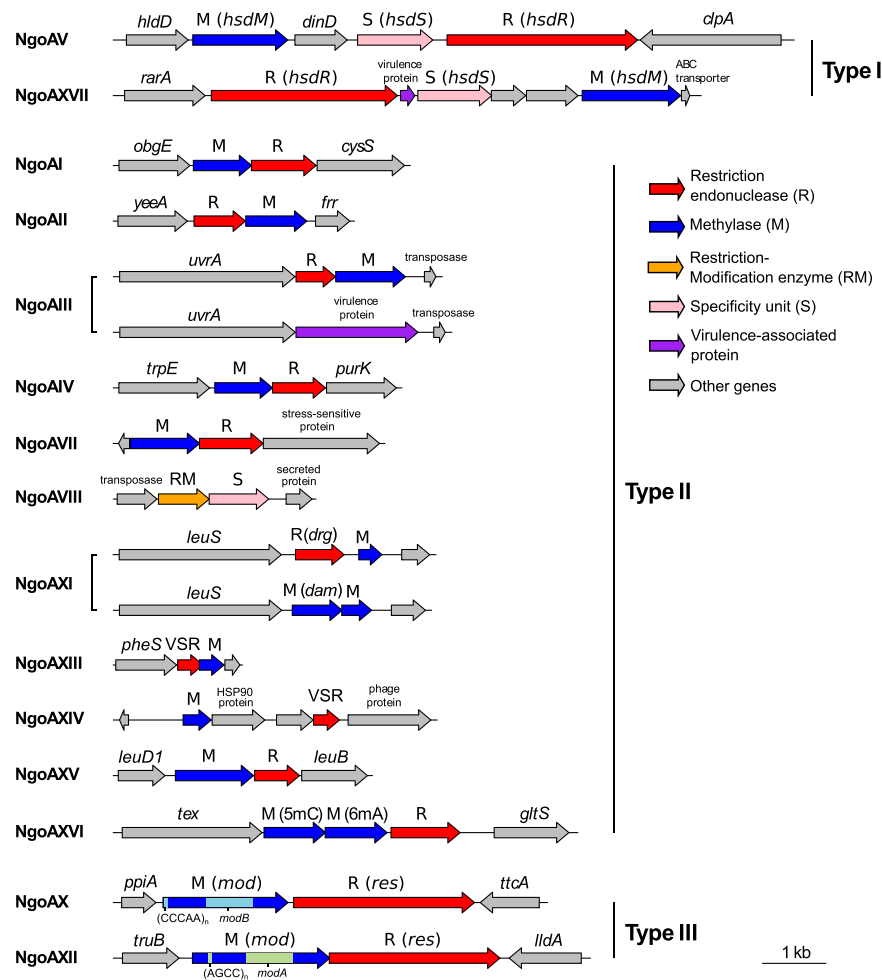 hldD M (hsdM) dinD S (hsdS) R (hsdR) clpA
NgoAV
rarA R (hsdR) virulence protein S (hsdS) M (hsdM) ABC transporter
NgoAXVII
Type I
obgE M R cysS
NgoAI
yeeA R M frr
NgoAII
uvrA R M transposase
NgoAIII
uvrA virulence protein transposase
trpE M R purK
NgoAIV
M R stress-sensitive protein
NgoAVII
transposase RM S secreted protein
NgoAVIII
leuS R(drg) M
NgoAXI
leuS M (dam) M
pheS VSR M
NgoAXIII
M HSP90 protein VSR phage protein
NgoAXIV
leuD1 M R leuB
NgoAXV
tex M (5mC) M (6mA) R gltS
NgoAXVI
Type II
Restriction
endonuclease (R)
Methylase (M)
Restriction-
Modification enzyme (RM)
Specificity unit (S)
Virulence-associated
protein
Other genes
ppiA M (mod) R (res) ttcA
NgoAX
(CCCAA)n modB
truB M (mod) R (res) lldA
NgoAXII
(AGCC)n modA
Type III
1 kb